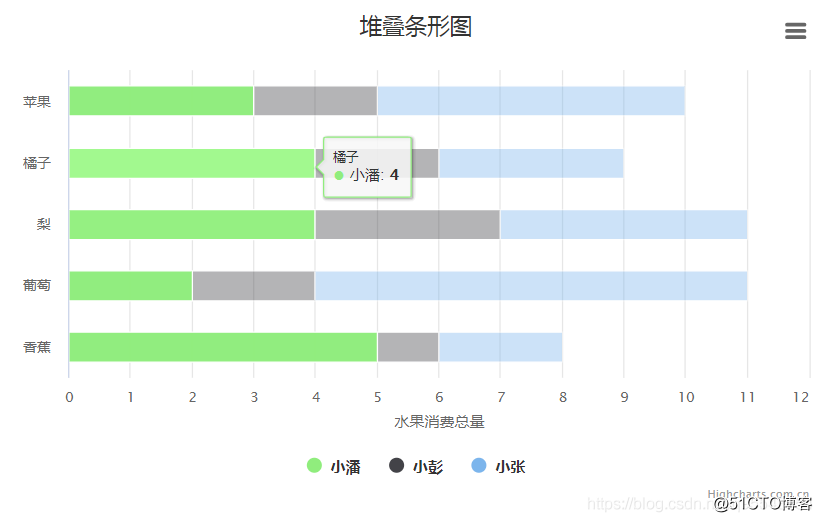 堆叠条形图
苹果
橘子
梨
葡萄
香蕉
橘子
小潘: 4
0 1 2 3 4 5 6 7 8 9 10 11 12
水果消费总量
小潘 小彭 小张
Highcharts.com.cn
https://blog.csdn.n
@51CTO博客